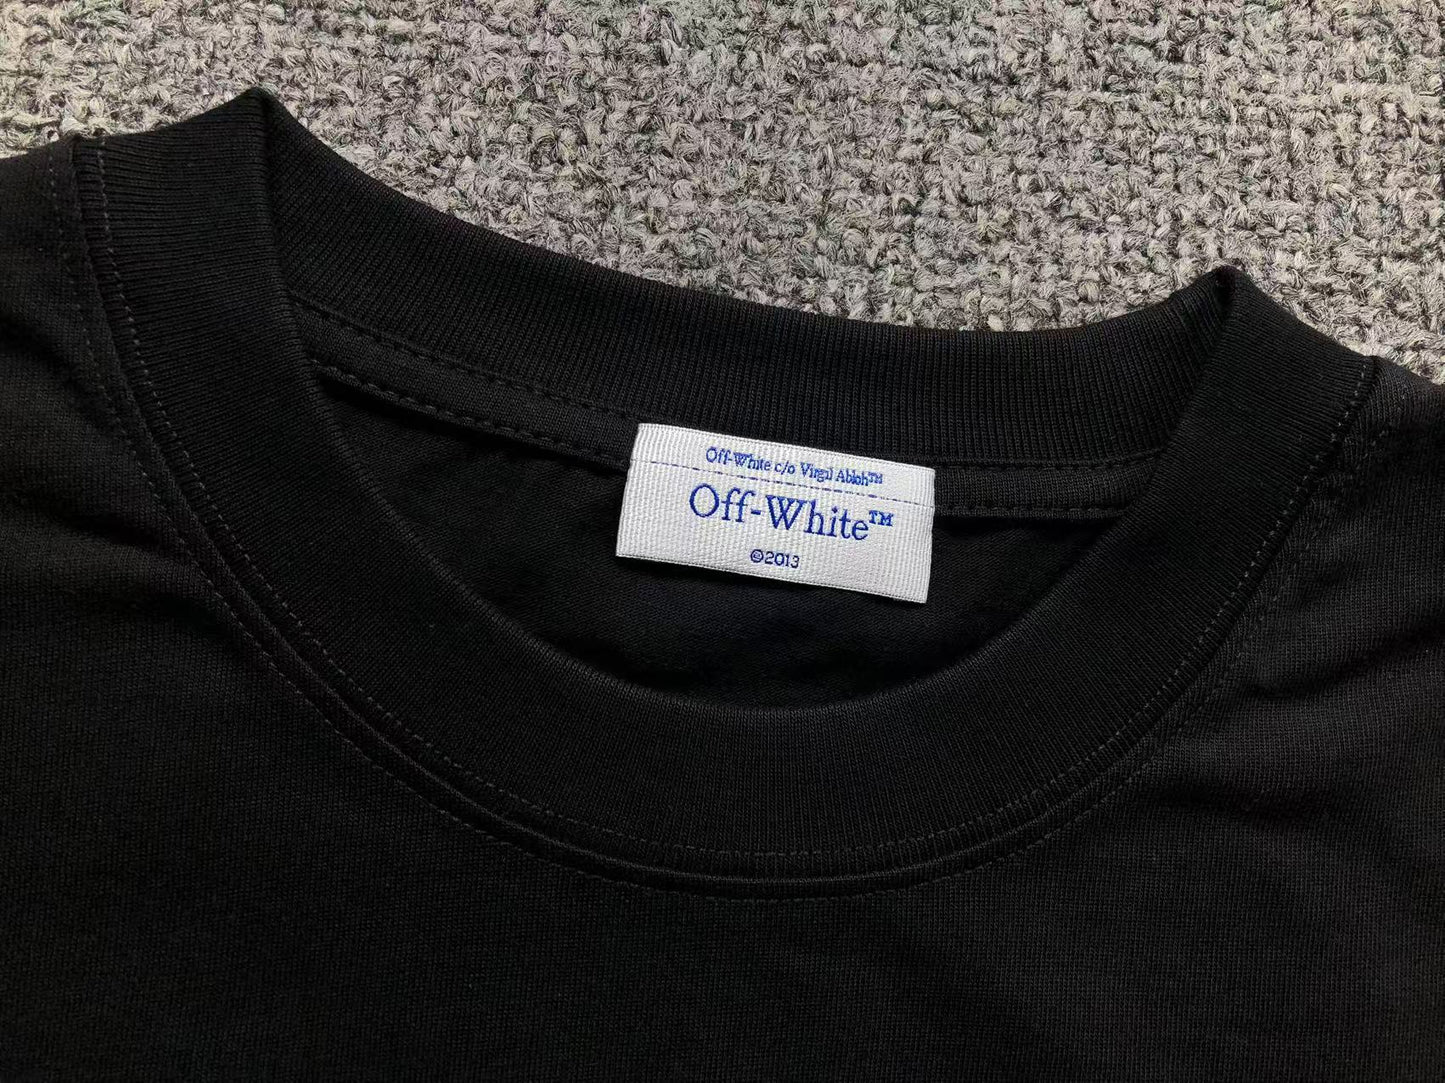 Off-White c/o Virgil Abloh™
Off-White™
©2013